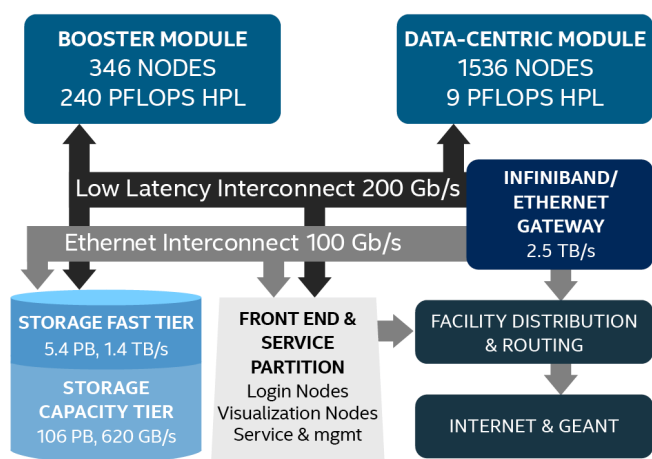 BOOSTER MODULE
346 NODES
240 PFLOPS HPL
DATA-CENTRIC MODULE
1536 NODES
9 PFLOPS HPL
Low Latency Interconnect 200 Gb/s
INFINIBAND/
ETHERNET
GATEWAY
2.5 TB/s
Ethernet Interconnect 100 Gb/s
STORAGE FAST TIER
5.4 PB, 1.4 TB/s
STORAGE
CAPACITY TIER
106 PB, 620 GB/s
FRONT END &
SERVICE
PARTITION
Login Nodes
Visualization Nodes
Service & mgmt
FACILITY DISTRIBUTION
& ROUTING
INTERNET & GEANT